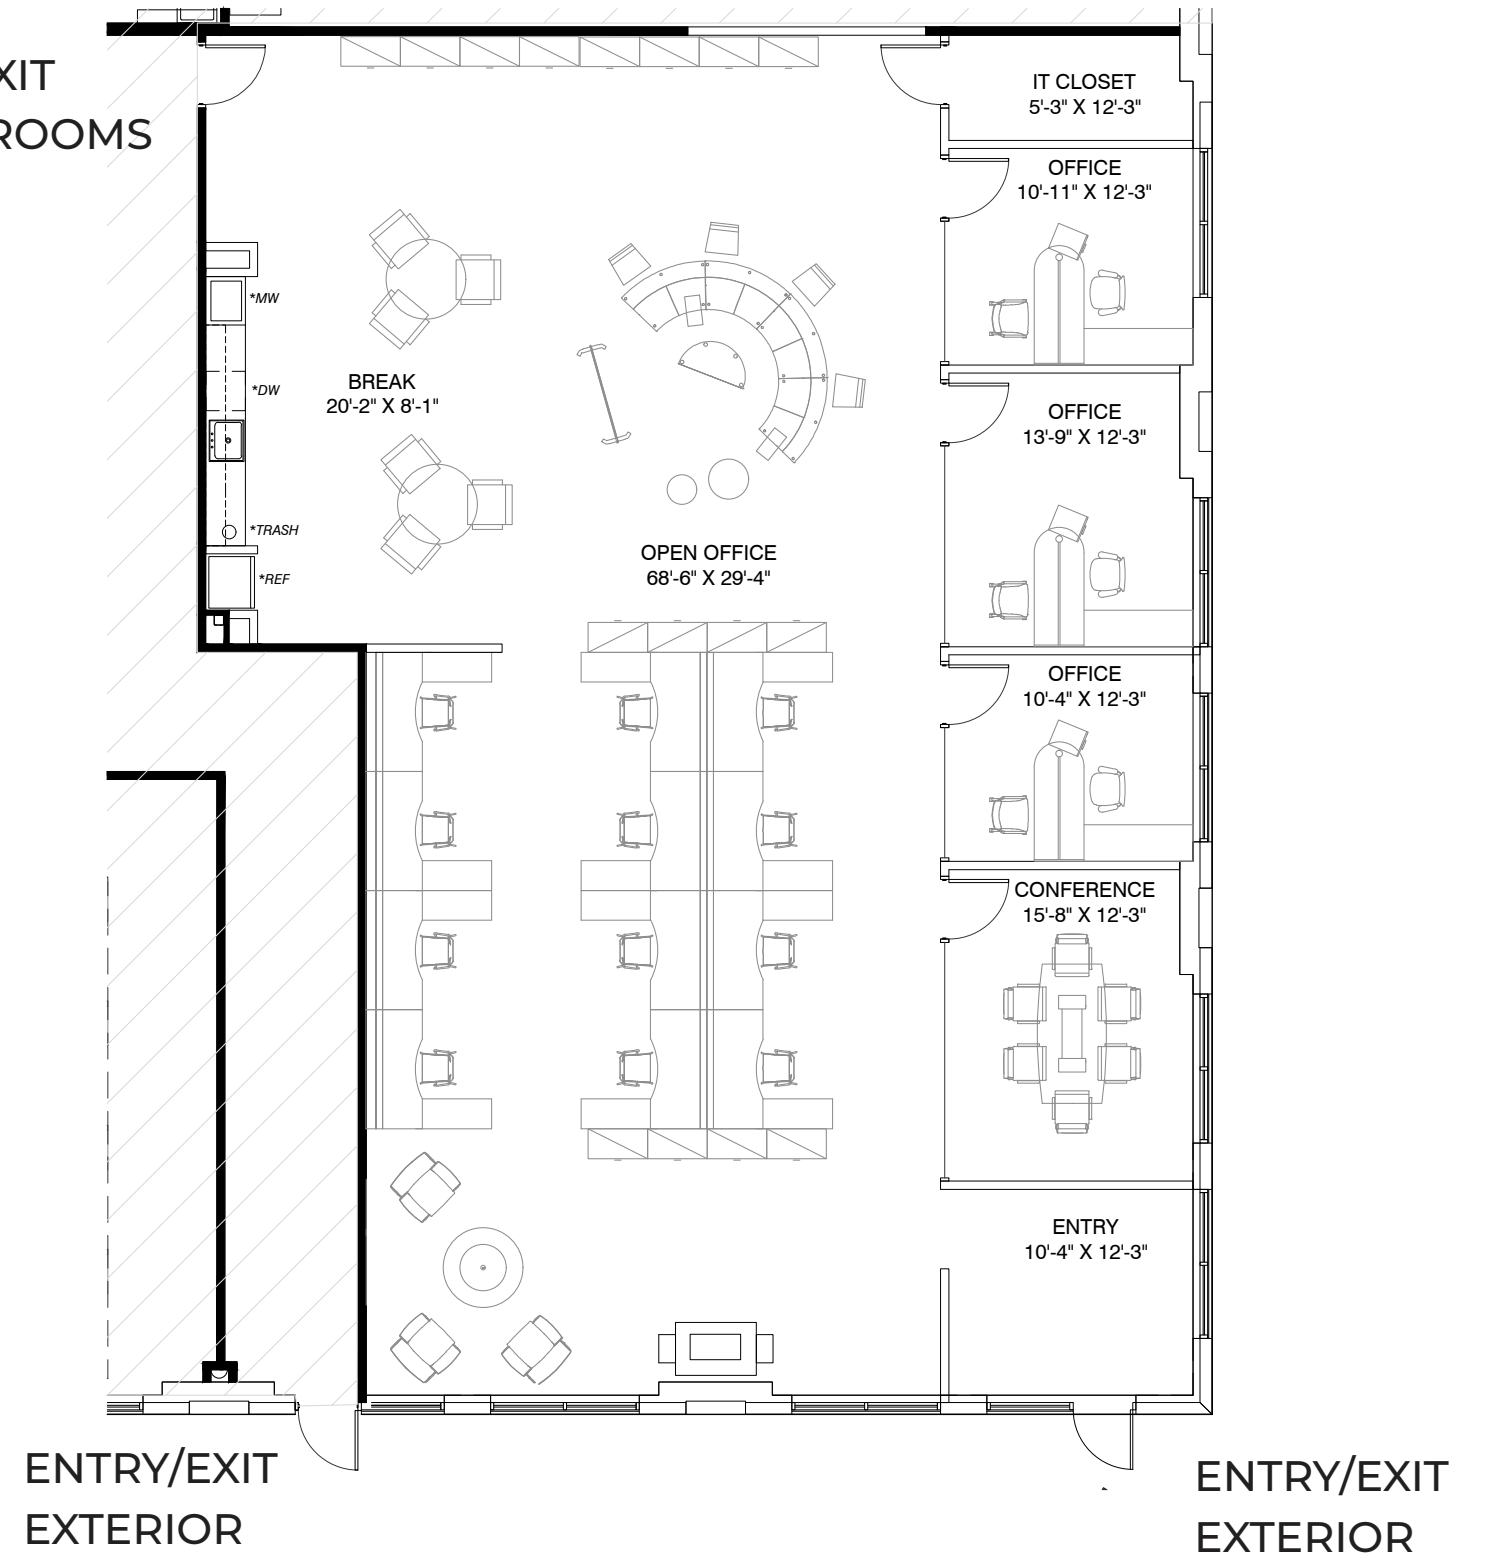 XIT
ROOMS
IT CLOSET
5'-3" X 12'-3"
OFFICE
10'-11" X 12'-3"
*MW
*DW
BREAK
20'-2" X 8'-1"
OFFICE
13'-9" X 12'-3"
*TRASH
*REF
OPEN OFFICE
68'-6" X 29'-4"
OFFICE
10'-4" X 12'-3"
CONFERENCE
15'-8" X 12'-3"
ENTRY
10'-4" X 12'-3"
ENTRY/EXIT
EXTERIOR
ENTRY/EXIT
EXTERIOR